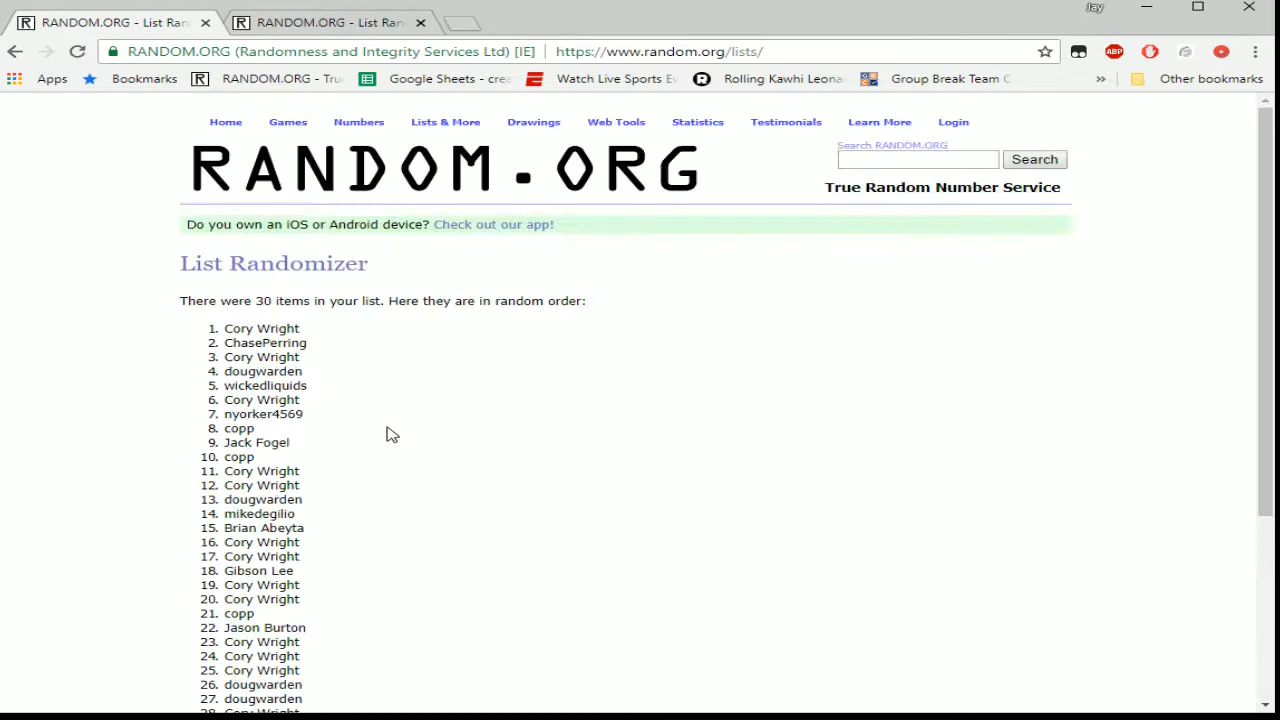 Jay
RANDOM.ORG - List Ran
RANDOM.ORG - List Ran
RANDOM.ORG (Randomness and Integrity Services Ltd) [IE] https://www.random.org/lists/
ABP
Apps Bookmarks RANDOM.ORG - Tru Google Sheets - crea Watch Live Sports Ev Rolling Kawhi Leona Group Break Team C » Other bookmarks
Home Games Numbers Lists & More Drawings Web Tools Statistics Testimonials Learn More Login
RANDOM.ORG
Search RANDOM.ORG
Search
True Random Number Service
Do you own an iOS or Android device? Check out our app!
List Randomizer
There were 30 items in your list. Here they are in random order:
1. Cory Wright
2. ChasePerring
3. Cory Wright
4. dougwarden
5. wickedliquids
6. Cory Wright
7. nyorker4569
8. copp
9. Jack Fogel
10. copp
11. Cory Wright
12. Cory Wright
13. dougwarden
14. mikedegilio
15. Brian Abeyta
16. Cory Wright
17. Cory Wright
18. Gibson Lee
19. Cory Wright
20. Cory Wright
21. copp
22. Jason Burton
23. Cory Wright
24. Cory Wright
25. Cory Wright
26. dougwarden
27. dougwarden
28. Cory Wright